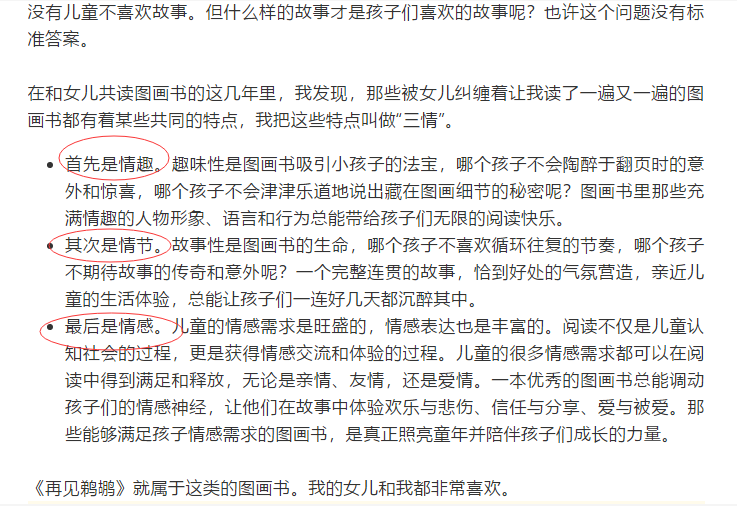 没有儿童不喜欢故事。但什么样的故事才是孩子们喜欢的故事呢？也许这个问题没有标
准答案。
在和女儿共读图画书的这几年里，我发现，那些被女儿纠缠着让我读了一遍又一遍的图
画书都有着某些共同的特点，我把这些特点叫做“三情”。
首先是情趣。趣味性是图画书吸引小孩子的法宝，哪个孩子不会陶醉于翻页时的意
外和惊喜，哪个孩子不会津津乐道地说出藏在图画细节的秘密呢？图画书里那些充
满情趣的人物形象、语言和行为总能带给孩子们无限的阅读快乐。
其次是情节。故事性是图画书的生命，哪个孩子不喜欢循环往复的节奏，哪个孩子
不期待故事的传奇和意外呢？一个完整连贯的故事，恰到好处的气氛营造，亲近儿
童的生活体验，总能让孩子们一连好几天都沉醉其中。
最后是情感。儿童的情感需求是旺盛的，情感表达也是丰富的。阅读不仅是儿童认
知社会的过程，更是获得情感交流和体验的过程。儿童的很多情感需求都可以在阅
读中得到满足和释放，无论是亲情、友情，还是爱情。一本优秀的图画书总能调动
孩子们的情感神经，让他们在故事中体验欢乐与悲伤、信任与分享、爱与被爱。那
些能够满足孩子情感需求的图画书，是真正照亮童年并陪伴孩子们成长的力量。
《再见鹈鹕》就属于这类的图画书。我的女儿和我都非常喜欢。